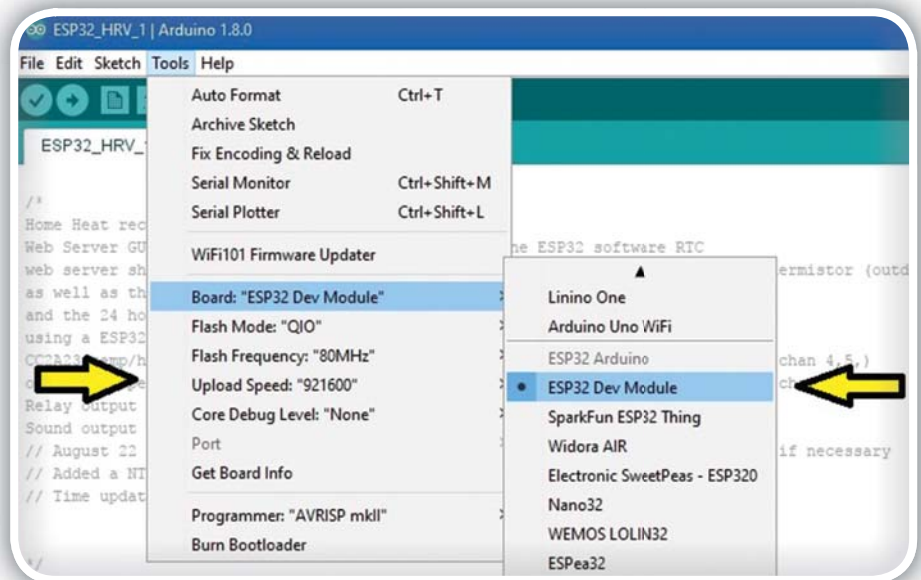 ESP32_HRV_1 | Arduino 1.8.0
File Edit Sketch Tools Help
Auto Format Ctrl+T
Archive Sketch
Fix Encoding & Reload
Serial Monitor Ctrl+Shift+M
Serial Plotter Ctrl+Shift+L
WiFi101 Firmware Updater
Board: "ESP32 Dev Module"
Flash Mode: "QIO"
Flash Frequency: "80MHz"
Upload Speed: "921600"
Core Debug Level: "None"
Port
Get Board Info
Programmer: "AVRISP mkII"
Burn Bootloader
Linino One
Arduino Uno WiFi
ESP32 Arduino
ESP32 Dev Module
SparkFun ESP32 Thing
Widora AIR
Electronic SweetPeas - ESP320
Nano32
WEMOS LOLIN32
ESPea32
ESP32_HRV_
/*
Home Heat rec
Web Server GU
ESP32 software RTC
web server sh
ermistor (outd
as well as th
and the 24 ho
using a ESP32
chan 4,5,)
Relay output
Sound output
// August 22
if necessary
// Added a NT
// Time updat
*/